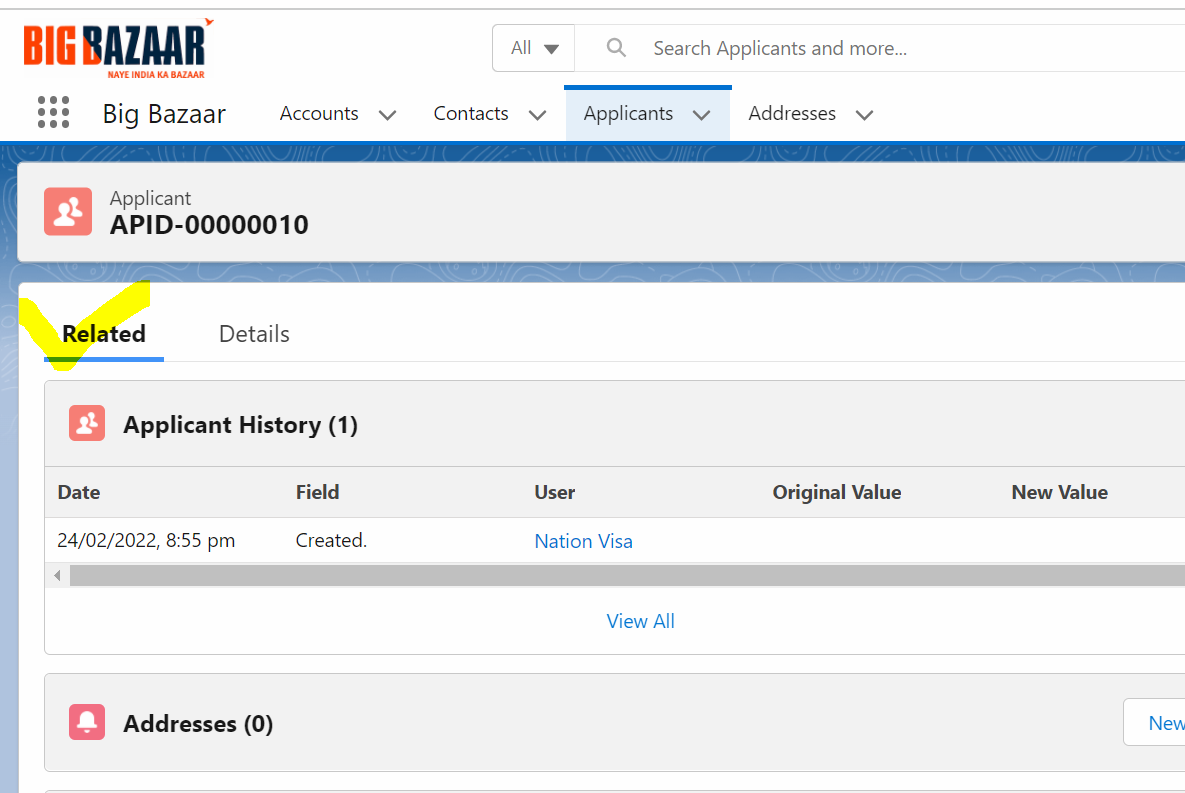 BIG BAZAAR
NAYE INDIA KA BAZAAR
All
Search Applicants and more...
Big Bazaar Accounts Contacts Applicants Addresses
Applicant
APID-00000010
Related Details
Applicant History (1)
Date Field User Original Value New Value
24/02/2022, 8:55 pm Created. Nation Visa
View All
Addresses (0) New